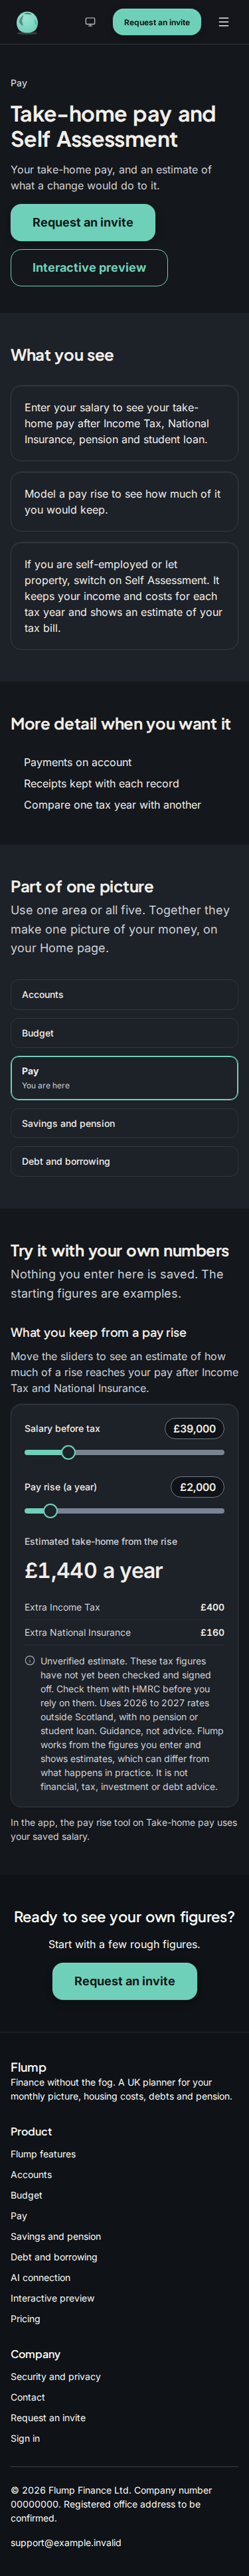 Request an invite
Pay
Take-home pay and
Self Assessment
Your take-home pay, and an estimate of
what a change would do to it.
Request an invite
Interactive preview
What you see
Enter your salary to see your take-
home pay after Income Tax, National
Insurance, pension and student loan.
Model a pay rise to see how much of it
you would keep.
If you are self-employed or let
property, switch on Self Assessment. It
keeps your income and costs for each
tax year and shows an estimate of your
tax bill.
More detail when you want it
Payments on account
Receipts kept with each record
Compare one tax year with another
Part of one picture
Use one area or all five. Together they
make one picture of your money, on
your Home page.
Accounts
Budget
Pay
You are here
Savings and pension
Debt and borrowing
Try it with your own numbers
Nothing you enter here is saved. The
starting figures are examples.
What you keep from a pay rise
Move the sliders to see an estimate of how
much of a raise reaches your pay after Income
Tax and National Insurance.
Salary before tax £39,000
Pay rise (a year) £2,000
Estimated take-home from the rise
£1,440 a year
Extra Income Tax £400
Extra National Insurance £160
Unverified estimate. These tax figures
have not yet been checked and signed
off. Check them with HMRC before you
rely on them. Uses 2026 to 2027 rates
outside Scotland, with no pension or
student loan. Guidance, not advice. Flump
works from the figures you enter and
shows estimates, which can differ from
what happens in practice. It is not
financial, tax, investment or debt advice.
In the app, the pay rise tool on Take-home pay uses
your saved salary.
Ready to see your own figures?
Start with a few rough figures.
Request an invite
Flump
Finance without the fog. A UK planner for your
monthly picture, housing costs, debts and pension.
Product
Flump features
Accounts
Budget
Pay
Savings and pension
Debt and borrowing
AI connection
Interactive preview
Pricing
Company
Security and privacy
Contact
Request an invite
Sign in
© 2026 Flump Finance Ltd. Company number
00000000. Registered office address to be
confirmed.
support@example.invalid